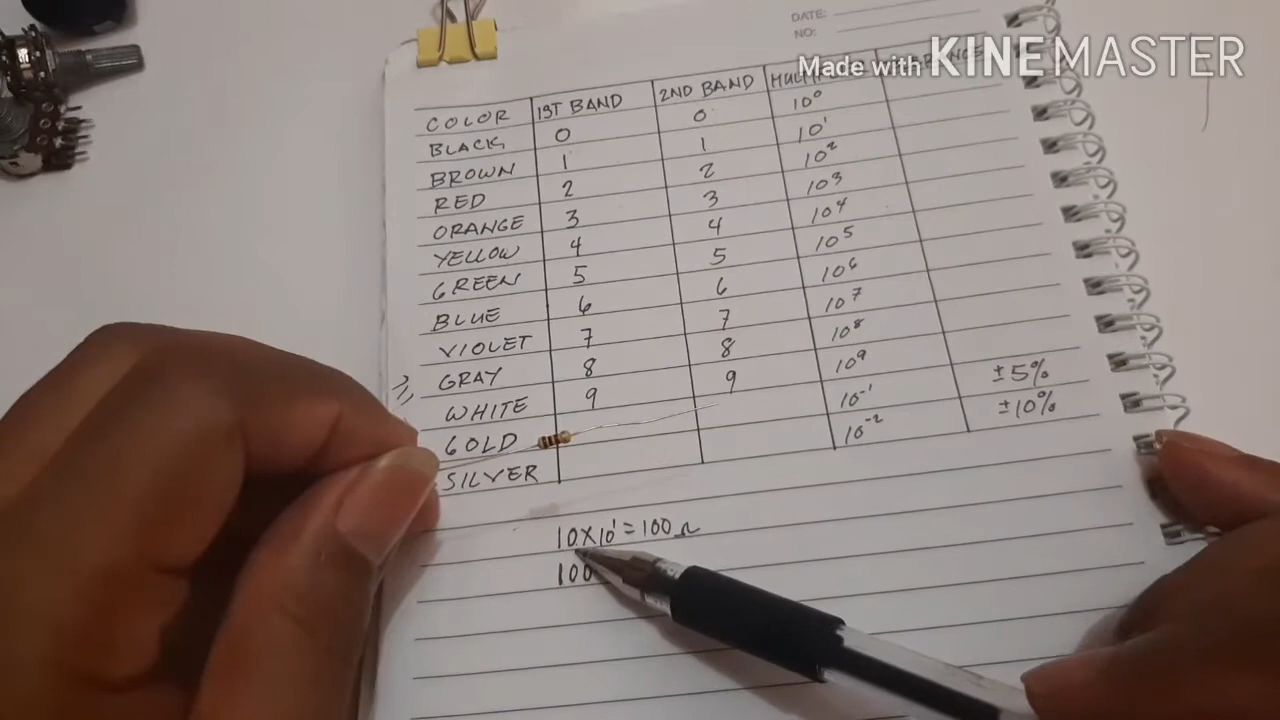 DATE:
NO:
Made with KINEMASTER
COLOR 1ST BAND 2ND BAND
BLACK 0 0 10⁰
BROWN 1 1 10¹
RED 2 2 10²
ORANGE 3 3 10³
YELLOW 4 4 10⁴
GREEN 5 5 10⁵
BLUE 6 6 10⁶
VIOLET 7 7 10⁷
GRAY 8 8 10⁸
WHITE 9 9 10⁹
GOLD 10⁻¹ ±5%
SILVER 10⁻² ±10%
10X10¹=100Ω
100